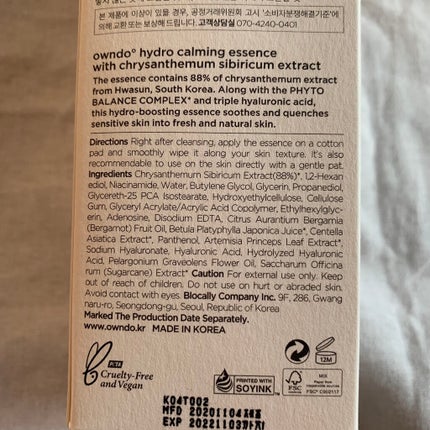 본 제품에 이상이 있을 경우, 공정거래위원회 고시 '소비자분쟁해결기준'에
의해 교환 또는 보상해 드립니다. 고객상담실 070-4240-0401
owndo° hydro calming essence
with chrysanthemum sibiricum extract
The essence contains 88% of chrysanthemum extract
from Hwasun, South Korea. Along with the PHYTO
BALANCE COMPLEX* and triple hyaluronic acid,
this hydro-boosting essence soothes and quenches
sensitive skin into fresh and natural skin.
Directions Right after cleansing, apply the essence on a cotton
pad and smoothly wipe it along your skin texture. it's also
recommendable to use on the skin directly with a gentle pat.
Ingredients Chrysanthemum Sibiricum Extract(88%)*, 1,2-Hexan
ediol, Niacinamide, Water, Butylene Glycol, Glycerin, Propanediol,
Glycereth-25 PCA Isostearate, Hydroxyethylcellulose, Cellulose
Gum, Glyceryl Acrylate/Acrylic Acid Copolymer, Ethylhexylglyc-
erin, Adenosine, Disodium EDTA, Citrus Aurantium Bergamia
(Bergamot) Fruit Oil, Betula Platyphylla Japonica Juice*, Centella
Asiatica Extract*, Panthenol, Artemisia Princeps Leaf Extract*,
Sodium Hyaluronate, Hyaluronic Acid, Hydrolyzed Hyaluronic
Acid, Pelargonium Graveolens Flower Oil, Saccharum Officina
rum (Sugarcane) Extract* Caution For external use only. Keep
out of reach of children. Do not use on hurt or abraded skin.
Avoid contact with eyes. Blocally Company Inc. 9F, 286, Gwang
naru-ro, Seongdong-gu, Seoul, Republic of Korea
Marked The Production Date Separately.
www.owndo.kr MADE IN KOREA
PETA
Cruelty-Free
and Vegan
PRINTED WITH
SOYINK
12M
FSC
MIX
K04T002
MFD 20201104제조
EXP 20221103까지